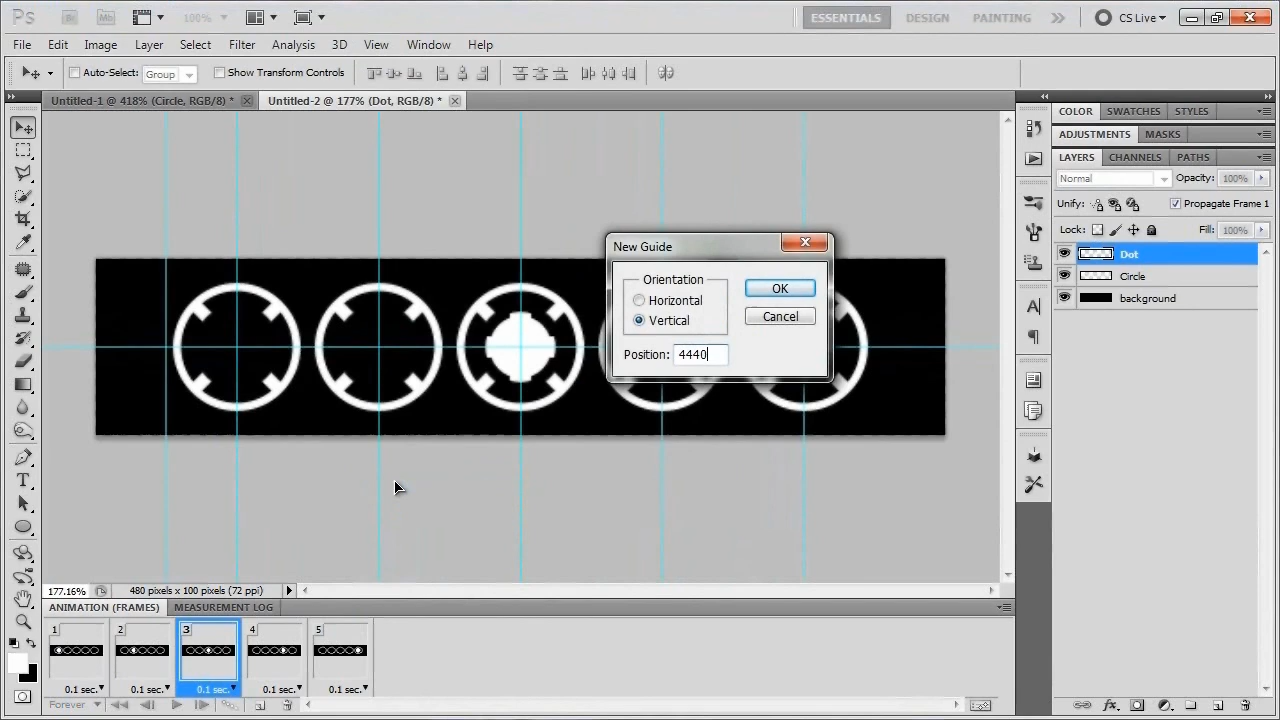 Ps Br Mb 100% ESSENTIALS DESIGN PAINTING CS Live
File Edit Image Layer Select Filter Analysis 3D View Window Help
Auto-Select: Group Show Transform Controls
Untitled-1 @ 418% (Circle, RGB/8) * Untitled-2 @ 177% (Dot, RGB/8) *
COLOR SWATCHES STYLES
ADJUSTMENTS MASKS
LAYERS CHANNELS PATHS
Normal Opacity: 100%
Unify: Propagate Frame 1
Lock: Fill: 100%
Dot
Circle
background
New Guide
Orientation
Horizontal
Vertical
OK
Cancel
Position: 4440
177.16% 480 pixels x 100 pixels (72 ppi)
ANIMATION (FRAMES) MEASUREMENT LOG
1 2 3 4 5
0.1 sec. 0.1 sec. 0.1 sec. 0.1 sec. 0.1 sec.
Forever